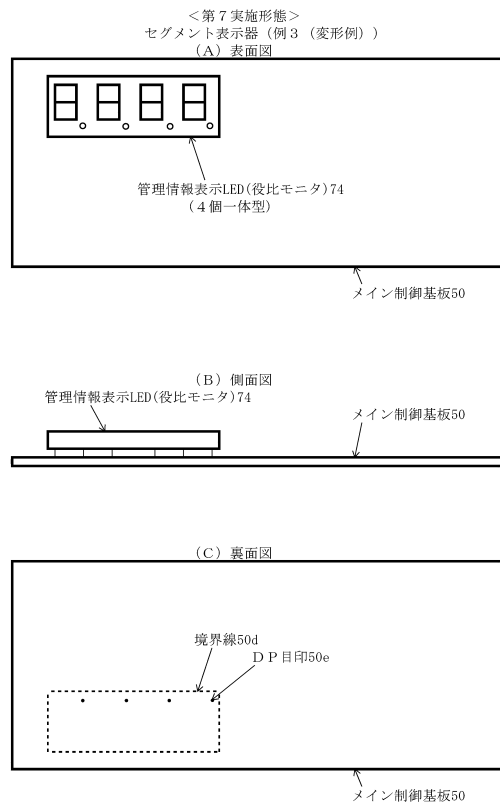 ＜第７実施形態＞
セグメント表示器（例３（変形例））
（Ａ）表面図
管理情報表示LED(役比モニタ)74
（４個一体型）
メイン制御基板50
（Ｂ）側面図
管理情報表示LED(役比モニタ)74
メイン制御基板50
（Ｃ）裏面図
境界線50d
ＤＰ目印50e
メイン制御基板50